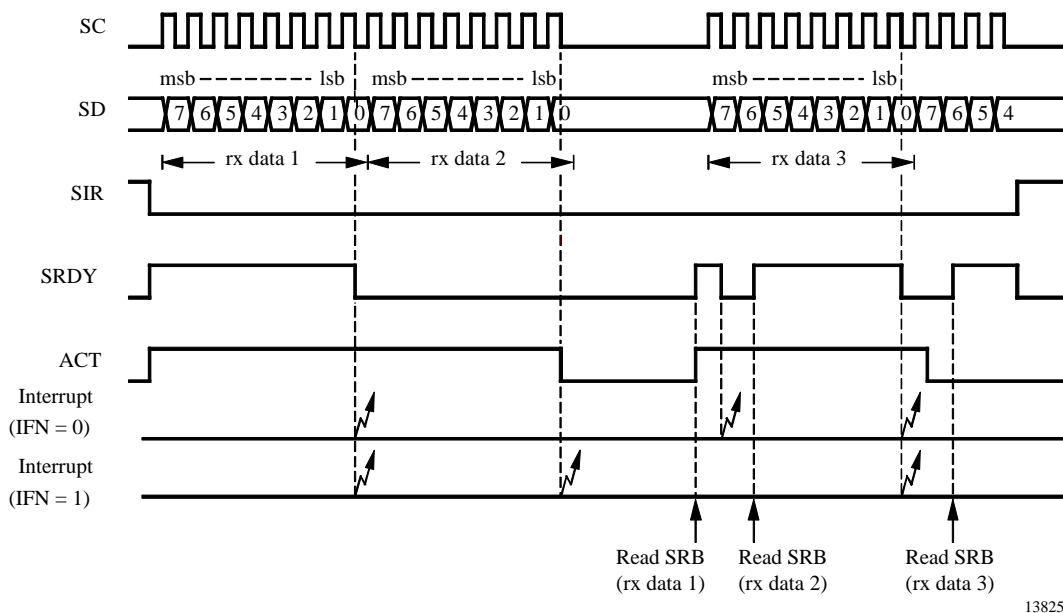 SC
msb lsb msb lsb msb lsb
SD
7 6 5 4 3 2 1 0 7 6 5 4 3 2 1 0 7 6 5 4 3 2 1 0 7 6 5 4
rx data 1 rx data 2 rx data 3
SIR
SRDY
ACT
Interrupt
(IFN = 0)
Interrupt
(IFN = 1)
Read SRB Read SRB Read SRB
(rx data 1) (rx data 2) (rx data 3)
13825